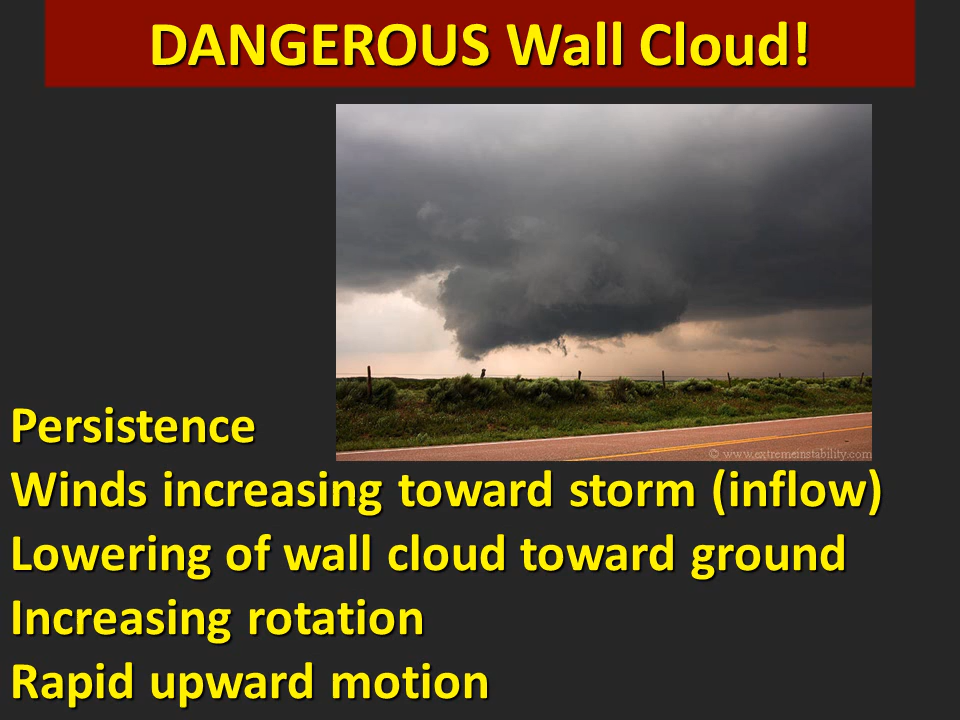 DANGEROUS Wall Cloud!
© www.extremeinstability.com
Persistence
Winds increasing toward storm (inflow)
Lowering of wall cloud toward ground
Increasing rotation
Rapid upward motion